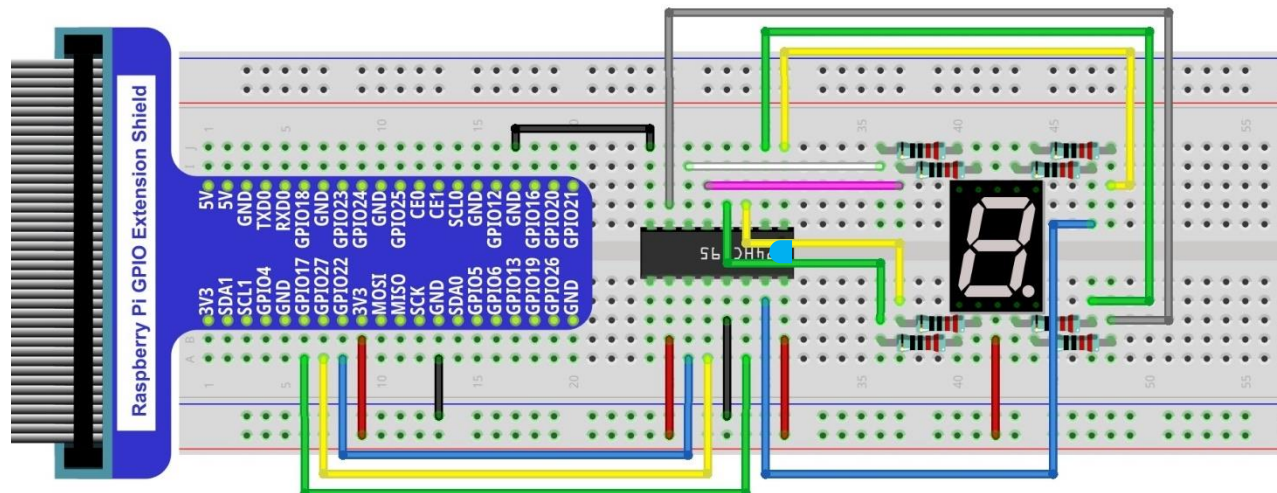 Raspberry Pi GPIO Extension Shield
5V
5V
GND
TXD0
RXD0
GPIO18
GND
GPIO23
GPIO24
GND
GPIO25
CE0
CE1
SCL0
GND
GPIO12
GND
GPIO16
GPIO20
GPIO21
3V3
SDA1
SCL1
GPIO4
GND
GPIO17
GPIO27
GPIO22
3V3
MOSI
MISO
SCK
GND
SDA0
GPIO5
GPIO6
GPIO13
GPIO19
GPIO26
GND
1
5
10
15
35
40
45
55
J
I
B
A
1
5
10
15
20
25
30
35
40
45
50
55